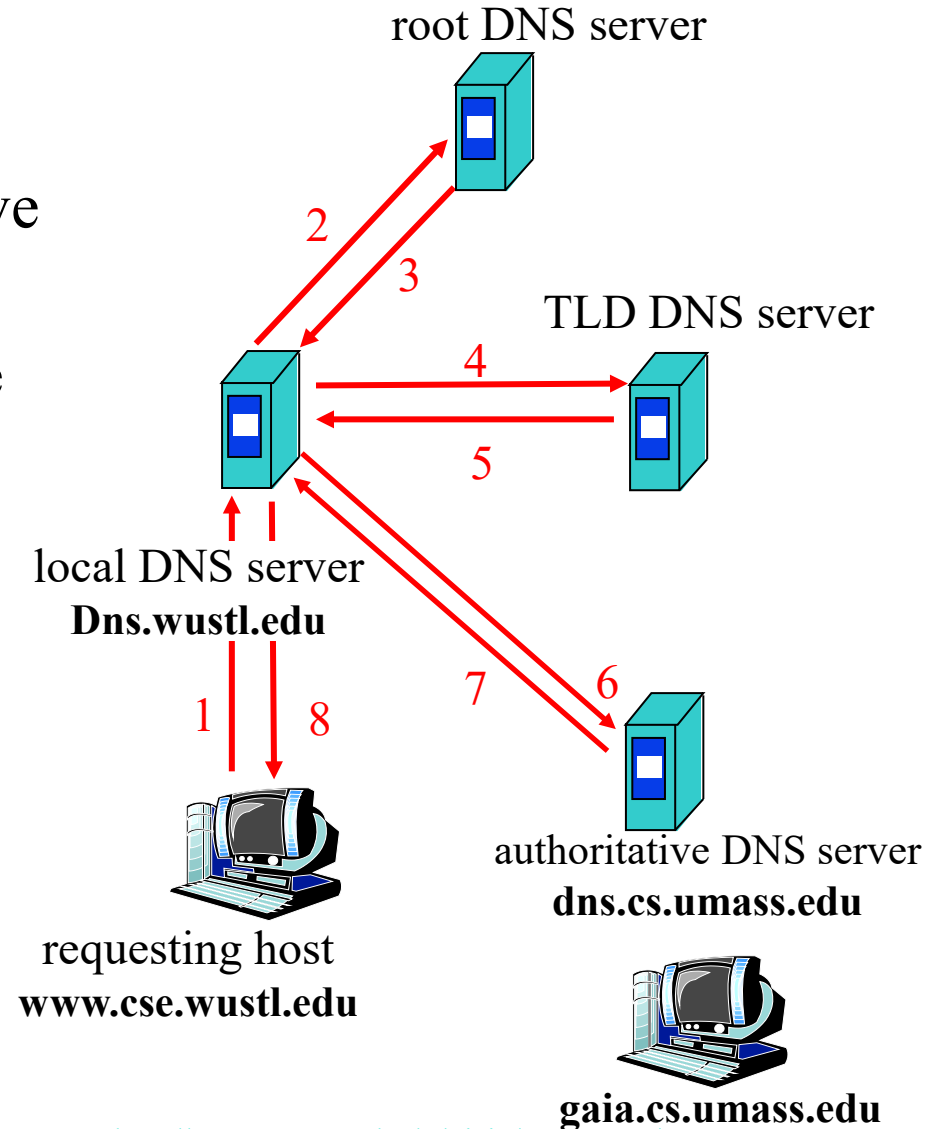 root DNS server
2
3
TLD DNS server
4
5
local DNS server
Dns.wustl.edu
1
8
7
6
authoritative DNS server
dns.cs.umass.edu
requesting host
www.cse.wustl.edu
gaia.cs.umass.edu